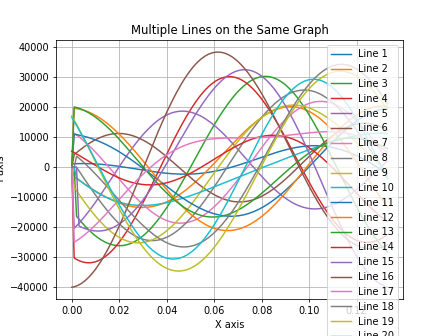 Multiple Lines on the Same Graph
40000
30000
20000
10000
0
−10000
−20000
−30000
−40000
0.00
0.02
0.04
0.06
0.08
0.10
X axis
axis
Line 1
Line 2
Line 3
Line 4
Line 5
Line 6
Line 7
Line 8
Line 9
Line 10
Line 11
Line 12
Line 13
Line 14
Line 15
Line 16
Line 17
Line 18
Line 19
Line 20